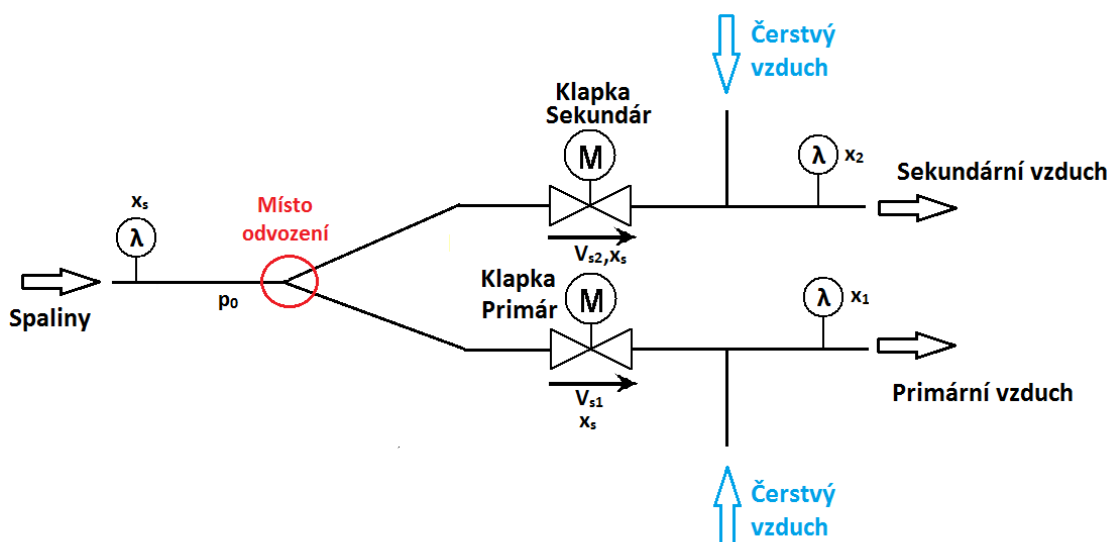 Čerstvý
vzduch
Klapka
Sekundár
M
λ x₂
Sekundární vzduch
xₛ
λ
Místo
odvození
Vₛ₂,xₛ
Spaliny
p₀
Klapka
Primár
M
λ x₁
Primární vzduch
Vₛ₁
xₛ
Čerstvý
vzduch